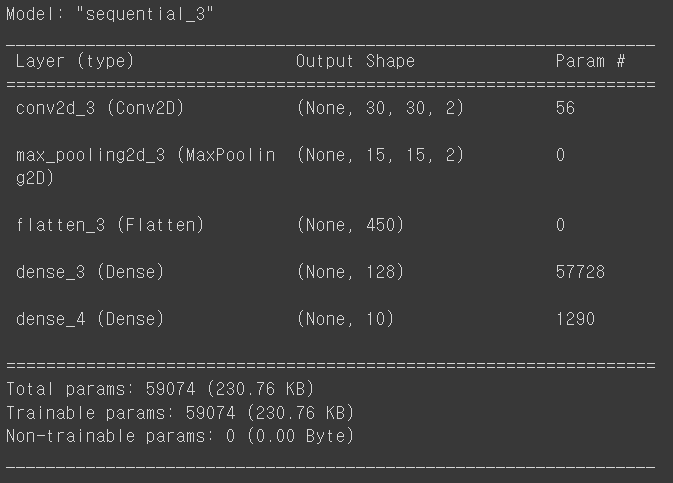 Model: "sequential_3"
_________________________________________________________________
Layer (type) Output Shape Param #
=================================================================
conv2d_3 (Conv2D) (None, 30, 30, 2) 56
max_pooling2d_3 (MaxPoolin (None, 15, 15, 2) 0
g2D)
flatten_3 (Flatten) (None, 450) 0
dense_3 (Dense) (None, 128) 57728
dense_4 (Dense) (None, 10) 1290
=================================================================
Total params: 59074 (230.76 KB)
Trainable params: 59074 (230.76 KB)
Non-trainable params: 0 (0.00 Byte)
_________________________________________________________________